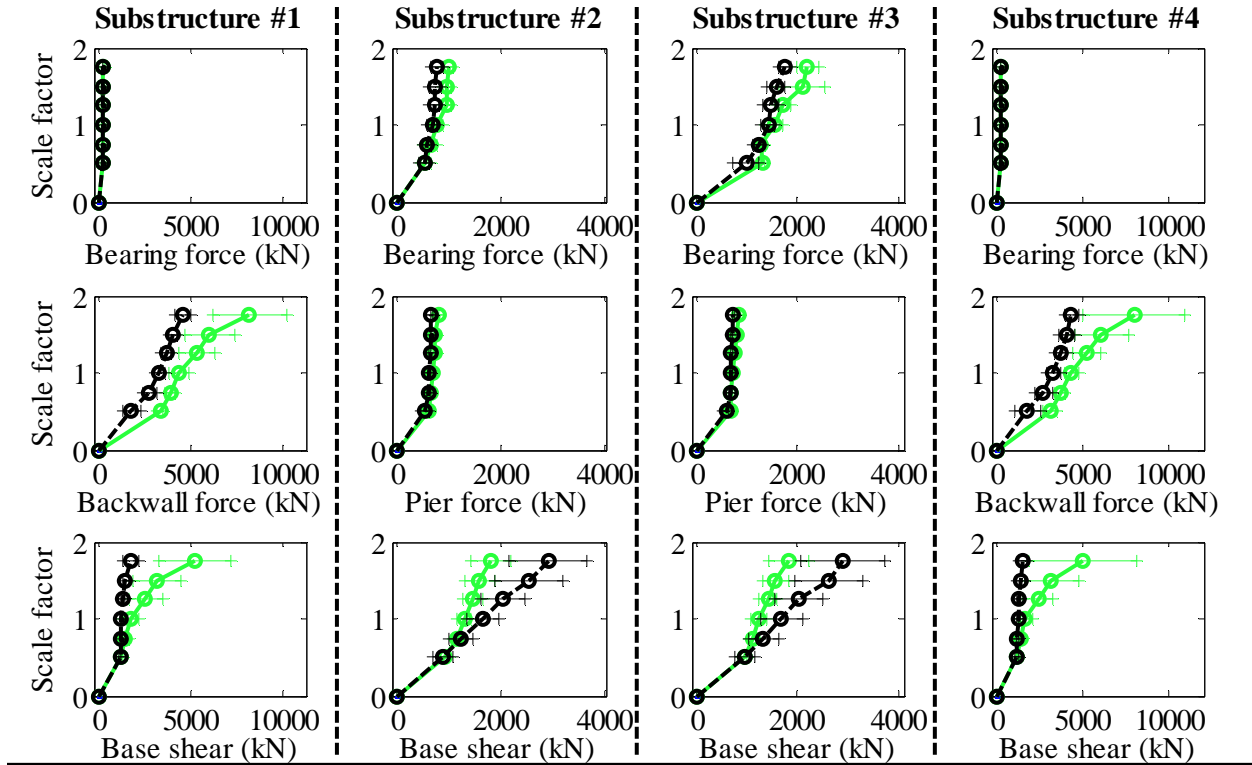 Substructure #1 Substructure #2 Substructure #3 Substructure #4
Scale factor
2
1
0
0 5000 10000
Bearing force (kN)
2
1
0
0 2000 4000
Bearing force (kN)
2
1
0
0 2000 4000
Bearing force (kN)
2
1
0
0 5000 10000
Bearing force (kN)
Scale factor
2
1
0
0 5000 10000
Backwall force (kN)
2
1
0
0 2000 4000
Pier force (kN)
2
1
0
0 2000 4000
Pier force (kN)
2
1
0
0 5000 10000
Backwall force (kN)
Scale factor
2
1
0
0 5000 10000
Base shear (kN)
2
1
0
0 2000 4000
Base shear (kN)
2
1
0
0 2000 4000
Base shear (kN)
2
1
0
0 5000 10000
Base shear (kN)